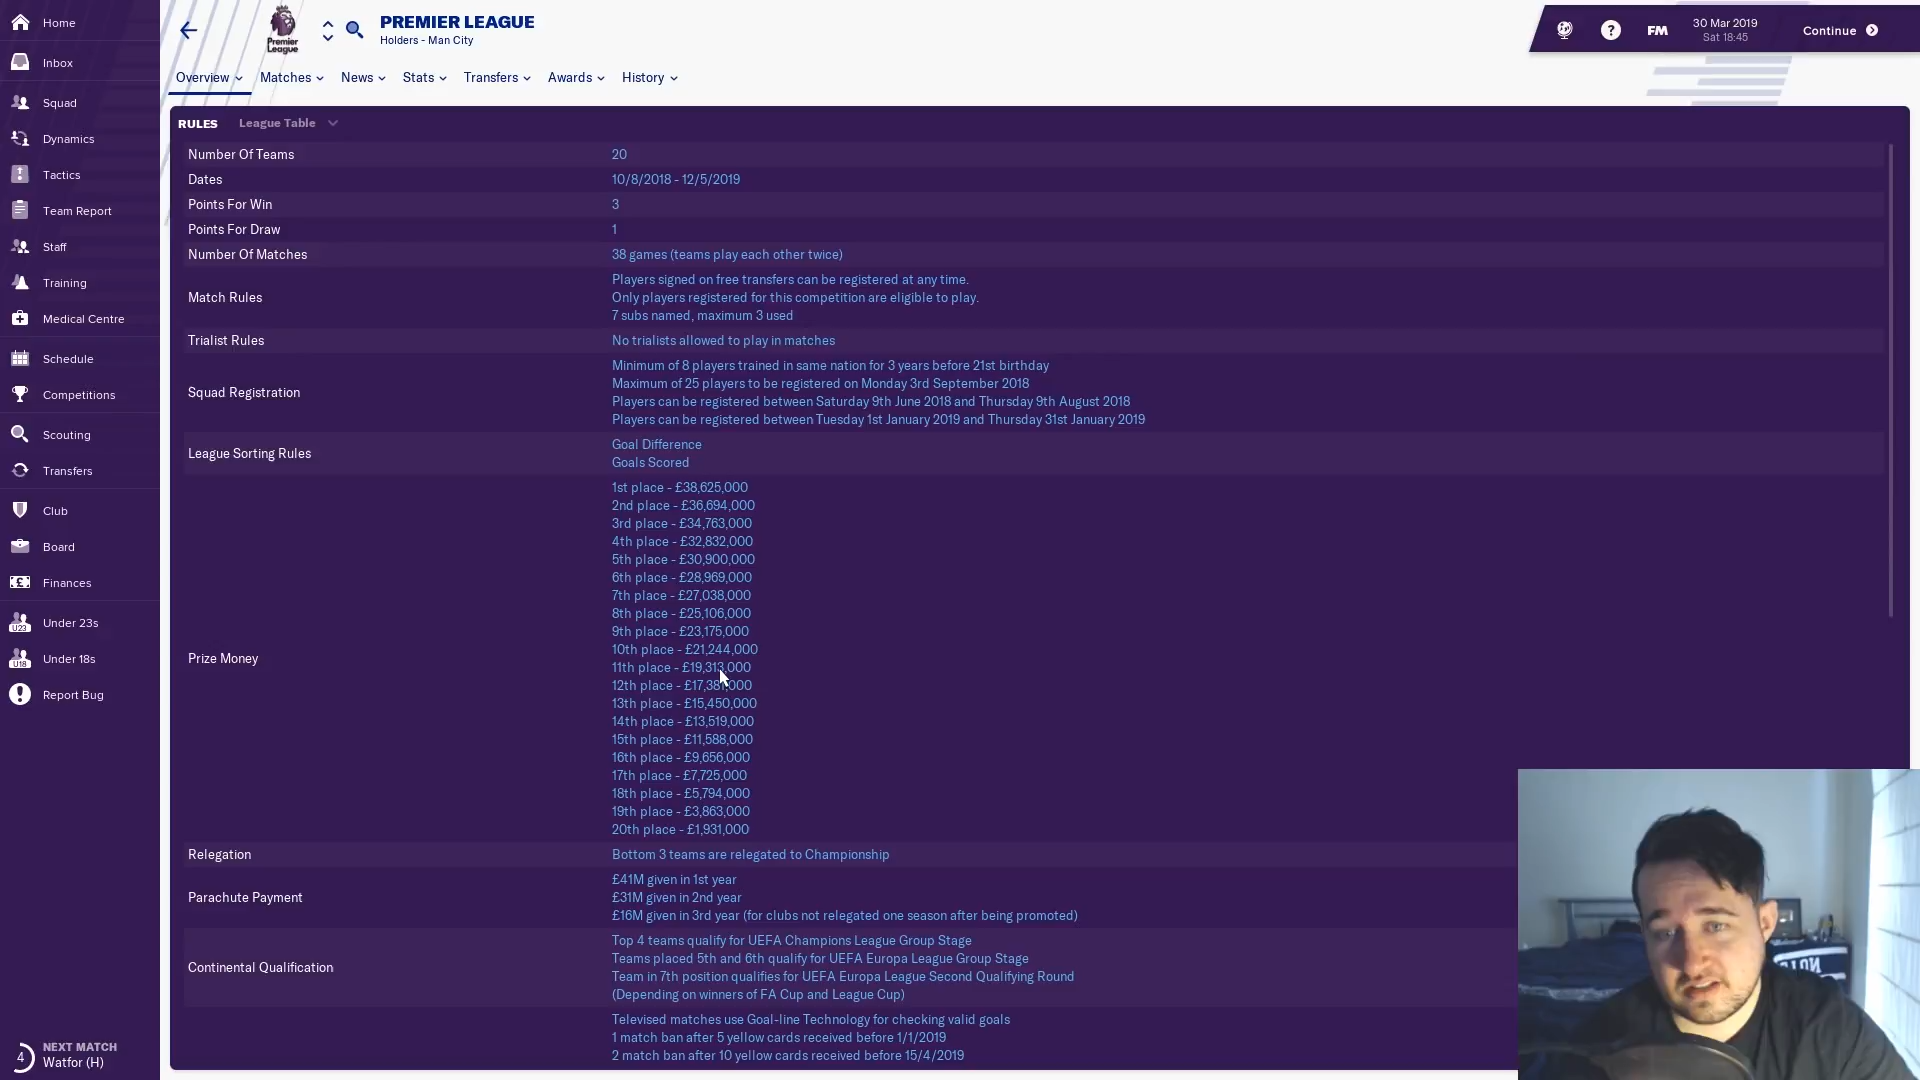 Home
Inbox
Squad
Dynamics
Tactics
Team Report
Staff
Training
Medical Centre
Schedule
Competitions
Scouting
Transfers
Club
Board
Finances
U23
Under 23s
U18
Under 18s
Report Bug
4
NEXT MATCH
Watfor (H)
Premier League
PREMIER LEAGUE
Holders - Man City
?
FM
30 Mar 2019
Sat 18:45
Continue
Overview Matches News Stats Transfers Awards History
RULES League Table
Number Of Teams 20
Dates 10/8/2018 - 12/5/2019
Points For Win 3
Points For Draw 1
Number Of Matches 38 games (teams play each other twice)
Match Rules
Players signed on free transfers can be registered at any time.
Only players registered for this competition are eligible to play.
7 subs named, maximum 3 used
Trialist Rules No trialists allowed to play in matches
Squad Registration
Minimum of 8 players trained in same nation for 3 years before 21st birthday
Maximum of 25 players to be registered on Monday 3rd September 2018
Players can be registered between Saturday 9th June 2018 and Thursday 9th August 2018
Players can be registered between Tuesday 1st January 2019 and Thursday 31st January 2019
League Sorting Rules
Goal Difference
Goals Scored
Prize Money
1st place - £38,625,000
2nd place - £36,694,000
3rd place - £34,763,000
4th place - £32,832,000
5th place - £30,900,000
6th place - £28,969,000
7th place - £27,038,000
8th place - £25,106,000
9th place - £23,175,000
10th place - £21,244,000
11th place - £19,313,000
12th place - £17,381,000
13th place - £15,450,000
14th place - £13,519,000
15th place - £11,588,000
16th place - £9,656,000
17th place - £7,725,000
18th place - £5,794,000
19th place - £3,863,000
20th place - £1,931,000
Relegation Bottom 3 teams are relegated to Championship
Parachute Payment
£41M given in 1st year
£31M given in 2nd year
£16M given in 3rd year (for clubs not relegated one season after being promoted)
Continental Qualification
Top 4 teams qualify for UEFA Champions League Group Stage
Teams placed 5th and 6th qualify for UEFA Europa League Group Stage
Team in 7th position qualifies for UEFA Europa League Second Qualifying Round
(Depending on winners of FA Cup and League Cup)
Televised matches use Goal-line Technology for checking valid goals
1 match ban after 5 yellow cards received before 1/1/2019
2 match ban after 10 yellow cards received before 15/4/2019